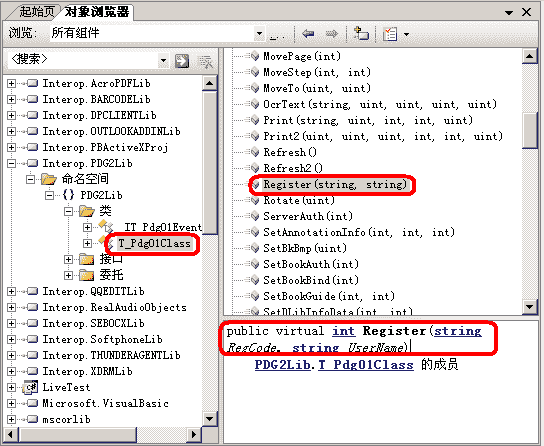 起始页 对象浏览器
浏览: 所有组件
<搜索>
Interop.AcroPDFLib
Interop.BARCODELib
Interop.DPCLIENTLib
Interop.OUTLOOKADDINLib
Interop.PBActiveXProj
Interop.PDG2Lib
命名空间
{} PDG2Lib
类
_IT_Pdg01Event
T_Pdg01Class
接口
委托
Interop.QQEDITLib
Interop.RealAudioObjects
Interop.SEBOCXLib
Interop.SoftphoneLib
Interop.THUNDERAGENTLib
Interop.XDRMLib
LiveTest
Microsoft.VisualBasic
mscorlib
MovePage(int)
MoveStep(int, int)
MoveTo(uint, uint)
OcrText(string, uint, uint, uint, uint)
Print(string, uint, int, int, int)
Print2(uint, uint, uint, int, int, int)
Refresh()
Refresh2()
Register(string, string)
Rotate(uint)
ServerAuth(int)
SetAnnotationInfo(int, int, int)
SetBkBmp(uint)
SetBookAuth(int)
SetBookBind(int)
SetBookGuide(int, int)
SetDLibInfoData(int, int)
public virtual int Register(string
RegCode, string UserName)
PDG2Lib.T_Pdg01Class 的成员